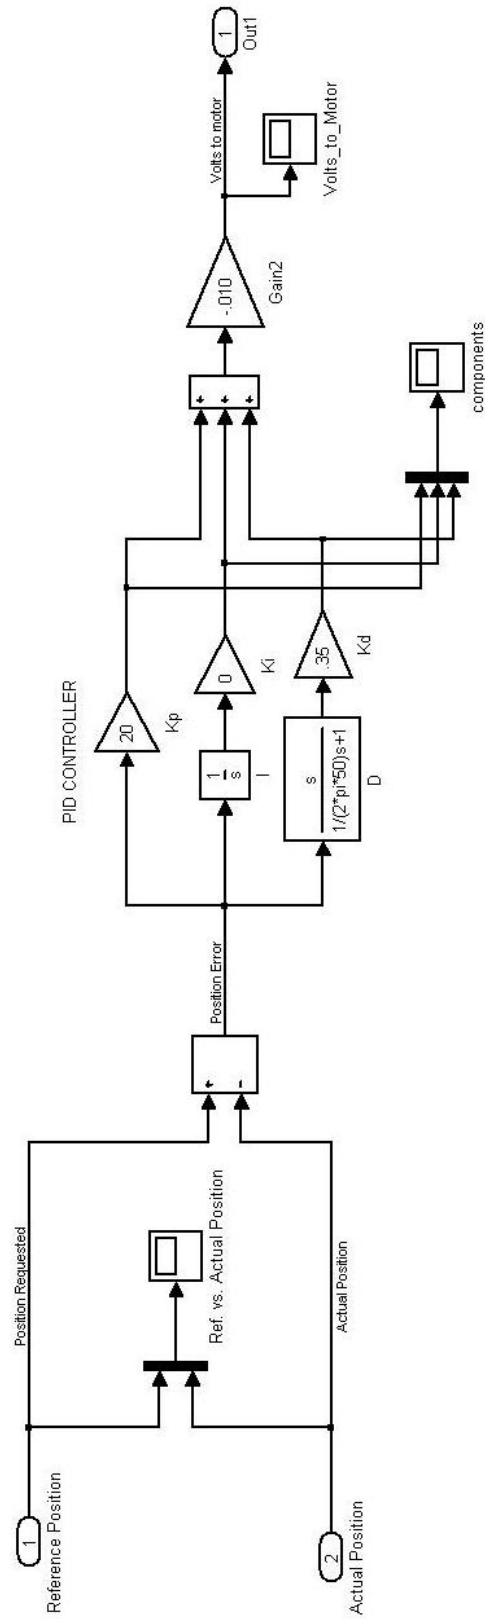 1
Reference Position
Position Requested
Ref. vs. Actual Position
2
Actual Position
Actual Position
+
-
Position Error
PID CONTROLLER
20
Kp
1
s
I
0
Ki
s
1/(2*pi*50)s+1
D
.35
Kd
+
+
+
components
-.010
Gain2
Volts to motor
Volts_to_Motor
1
Out1